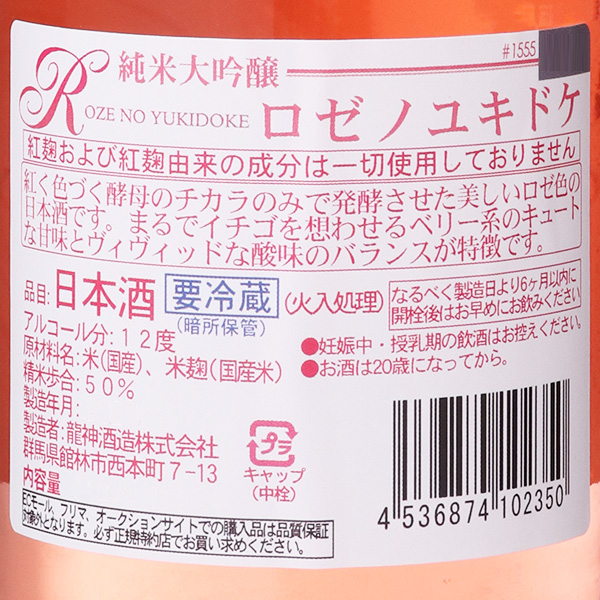 #1555
純米大吟醸
ROZE NO YUKIDOKE ロゼノユキドケ
紅麹および紅麹由来の成分は一切使用しておりません
紅く色づく酵母のチカラのみで発酵させた美しいロゼ色の
日本酒です。まるでイチゴを想わせるベリー系のキュート
な甘味とヴィヴィッドな酸味のバランスが特徴です。
品目:日本酒 要冷蔵 (火入処理)
(暗所保管)
なるべく製造日より6ヶ月以内に
開栓後はお早めにお飲みください
アルコール分:12度
原材料名:米(国産)、米麹(国産米)
精米歩合:50%
製造年月:
製造者:龍神酒造株式会社
群馬県館林市西本町7-13
内容量
●妊娠中・授乳期の飲酒はお控えください。
●お酒は20歳になってから。
プラ
キャップ
(中栓)
4 536874 102350
ECモール、フリマ、オークションサイトでの購入品は品質保証
対象外となります。必ず正規特約店でお買い求めください。